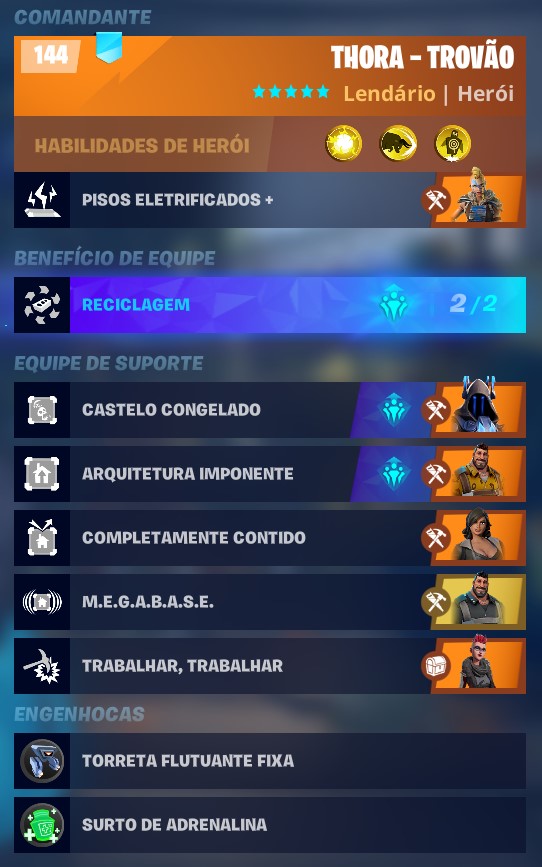 COMANDANTE
144
THORA - TROVÃO
Lendário | Herói
HABILIDADES DE HERÓI
PISOS ELETRIFICADOS +
BENEFÍCIO DE EQUIPE
RECICLAGEM 2/2
EQUIPE DE SUPORTE
CASTELO CONGELADO
ARQUITETURA IMPONENTE
COMPLETAMENTE CONTIDO
M.E.G.A.B.A.S.E.
TRABALHAR, TRABALHAR
ENGENHOCAS
TORRETA FLUTUANTE FIXA
SURTO DE ADRENALINA